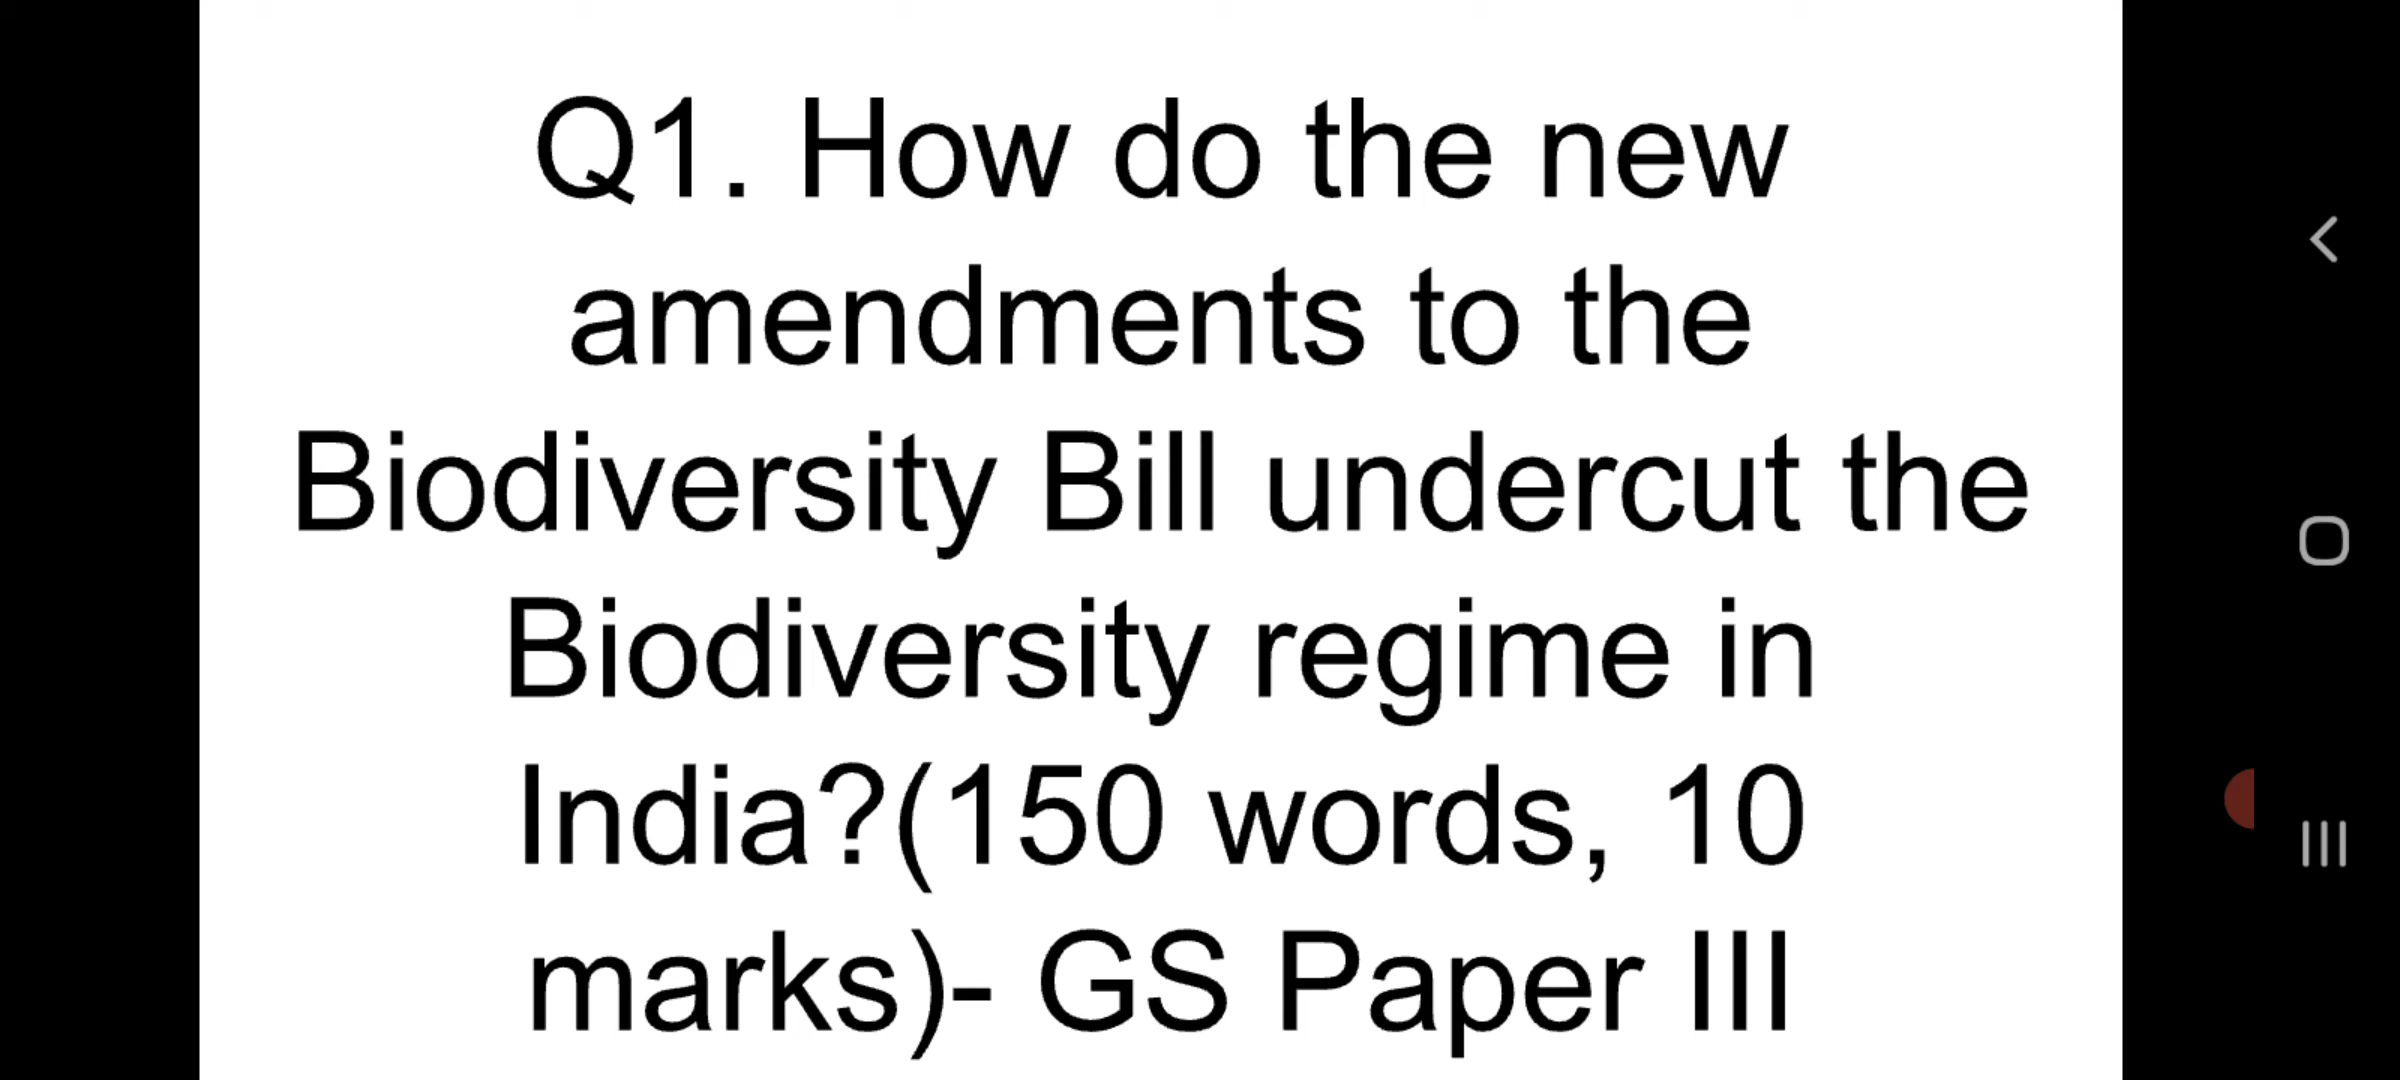 Q1. How do the new
amendments to the
Biodiversity Bill undercut the
Biodiversity regime in
India?(150 words, 10
marks)- GS Paper III